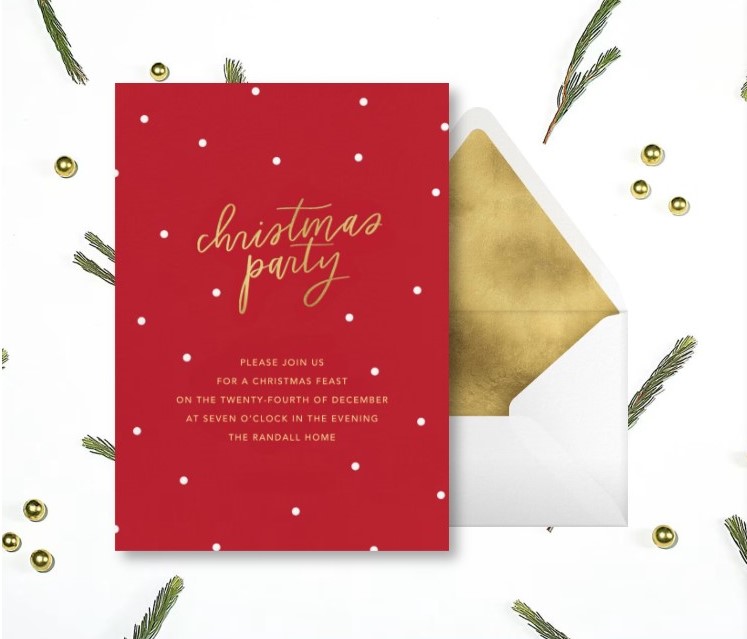 christmas
party
PLEASE JOIN US
FOR A CHRISTMAS FEAST
ON THE TWENTY-FOURTH OF DECEMBER
AT SEVEN O'CLOCK IN THE EVENING
THE RANDALL HOME